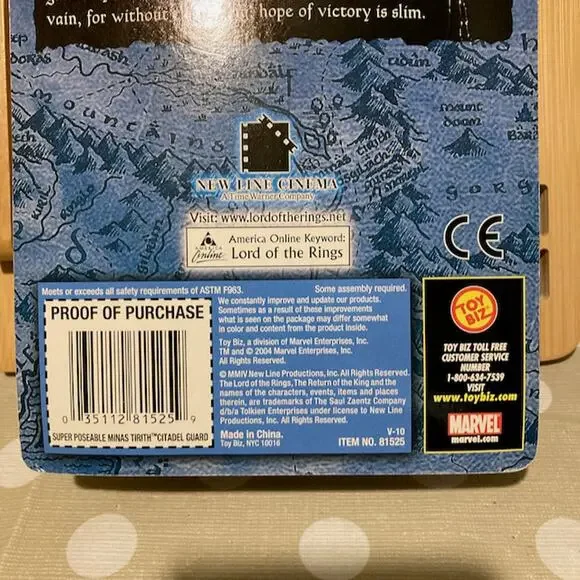 vain, for without hope of victory is slim.
MOUNT DOOM
GORG
NEW LINE CINEMA
A Time Warner Company
Visit: www.lordoftherings.net
AMERICA Online
America Online Keyword:
Lord of the Rings
CE
Meets or exceeds all safety requirements of ASTM F963.
Some assembly required.
PROOF OF PURCHASE
0 35112 81525 9
SUPER POSEABLE MINAS TIRITH™ CITADEL GUARD
We constantly improve and update our products.
Sometimes as a result of these improvements
what is seen on the package may differ somewhat
in color and content from the product inside.
Toy Biz, a division of Marvel Enterprises, Inc.
TM and © 2004 Marvel Enterprises, Inc.
All Rights Reserved.
© MMIV New Line Productions, Inc. All Rights Reserved.
The Lord of the Rings, The Return of the King and the
names of the characters, events, items and places
therein, are trademarks of The Saul Zaentz Company
d/b/a Tolkien Enterprises under license to New Line
Productions, Inc. All Rights Reserved.
Made in China.
Toy Biz, NYC 10016
V-10
ITEM NO. 81525
TOY BIZ
TOY BIZ TOLL FREE
CUSTOMER SERVICE
NUMBER
1-800-634-7539
VISIT
www.toybiz.com
MARVEL
marvel.com